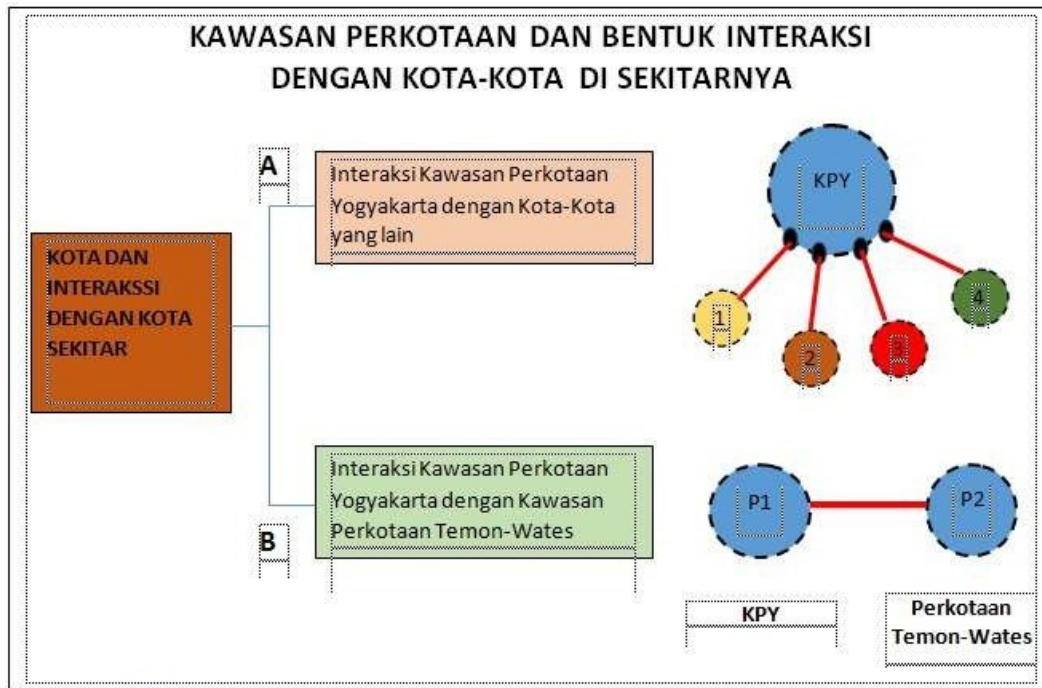 KAWASAN PERKOTAAN DAN BENTUK INTERAKSI
DENGAN KOTA-KOTA DI SEKITARNYA
A
Interaksi Kawasan Perkotaan
Yogyakarta dengan Kota-Kota
yang lain
KOTA DAN
INTERAKSSI
DENGAN KOTA
SEKITAR
KPY
1
2
3
4
Interaksi Kawasan Perkotaan
Yogyakarta dengan Kawasan
Perkotaan Temon-Wates
B
P1
P2
KPY
Perkotaan
Temon-Wates